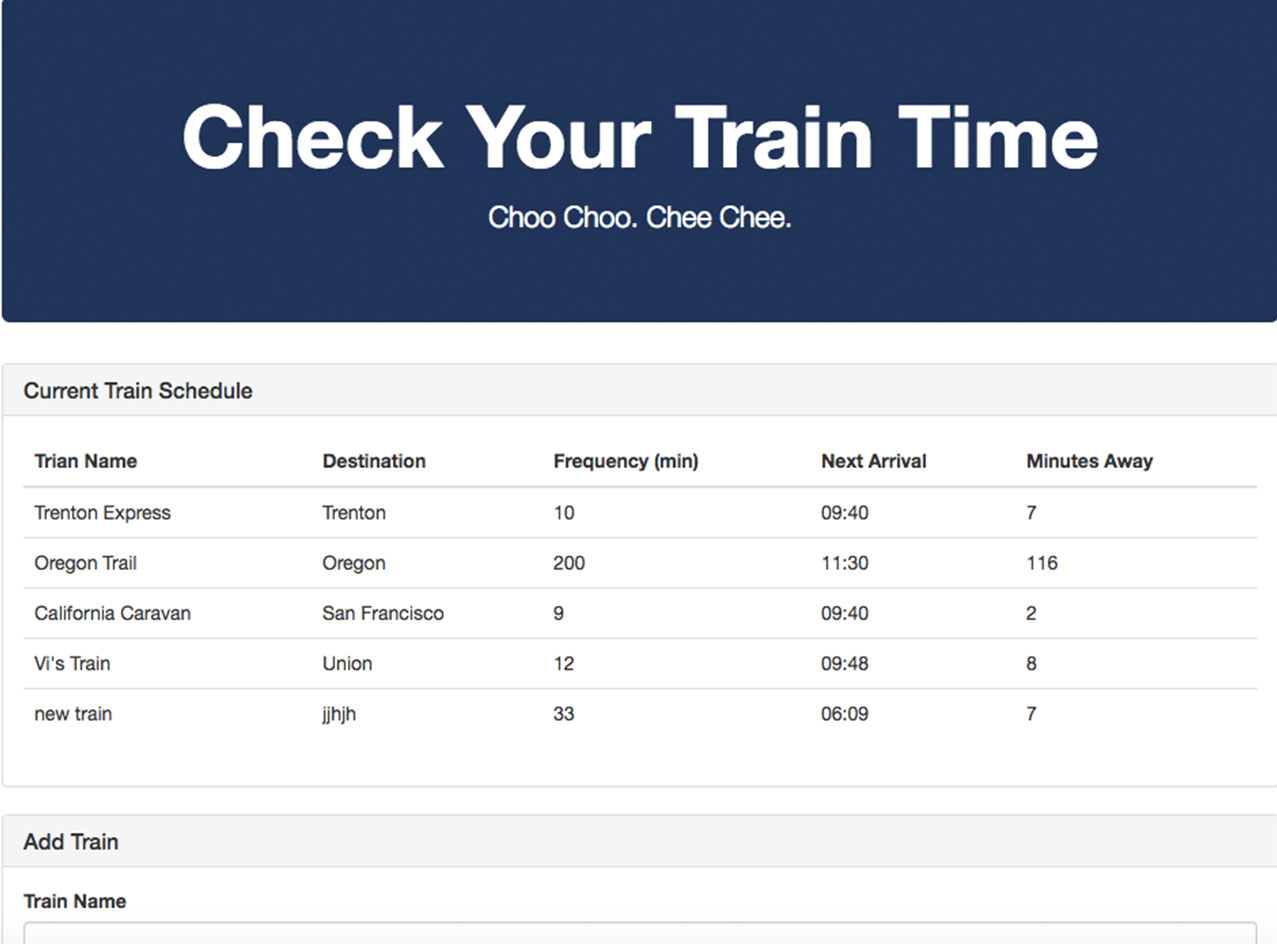 Check Your Train Time
Choo Choo. Chee Chee.
Current Train Schedule
Trian Name Destination Frequency (min) Next Arrival Minutes Away
Trenton Express Trenton 10 09:40 7
Oregon Trail Oregon 200 11:30 116
California Caravan San Francisco 9 09:40 2
Vi's Train Union 12 09:48 8
new train jjhjh 33 06:09 7
Add Train
Train Name